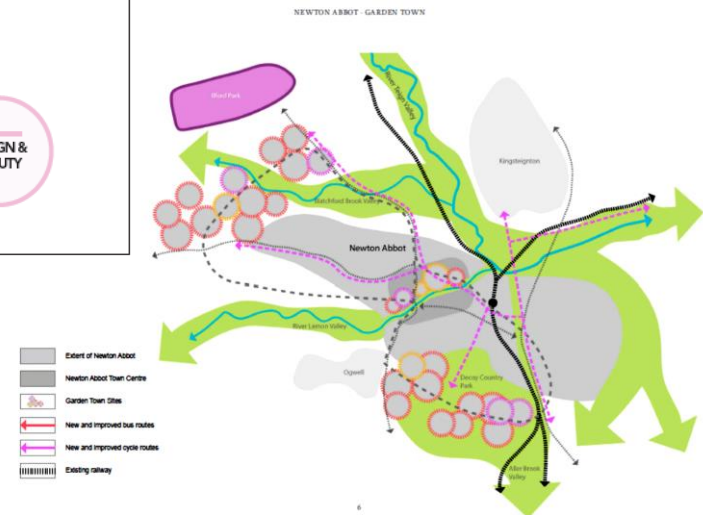 NEWTON ABBOT - GARDEN TOWN
GN &
UTY
River Teign Valley
Kingsteignton
Newton Abbot
River Lemon Valley
Ogwell
Decoy Country
Park
Aller Brook
Valley
Extent of Newton Abbot
Newton Abbot Town Centre
Garden Town Sites
New and improved bus routes
New and improved cycle routes
Existing railway
6